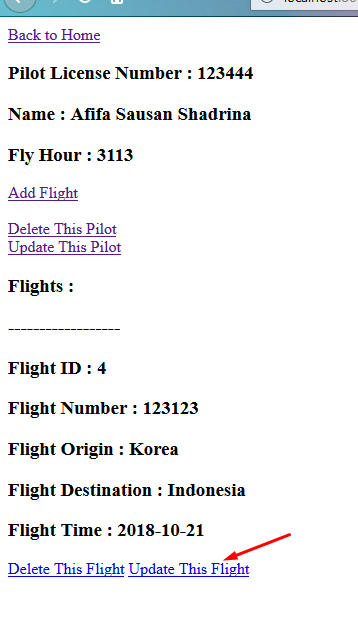 Back to Home
Pilot License Number : 123444
Name : Afifa Sausan Shadrina
Fly Hour : 3113
Add Flight
Delete This Pilot
Update This Pilot
Flights :
------------------
Flight ID : 4
Flight Number : 123123
Flight Origin : Korea
Flight Destination : Indonesia
Flight Time : 2018-10-21
Delete This Flight Update This Flight